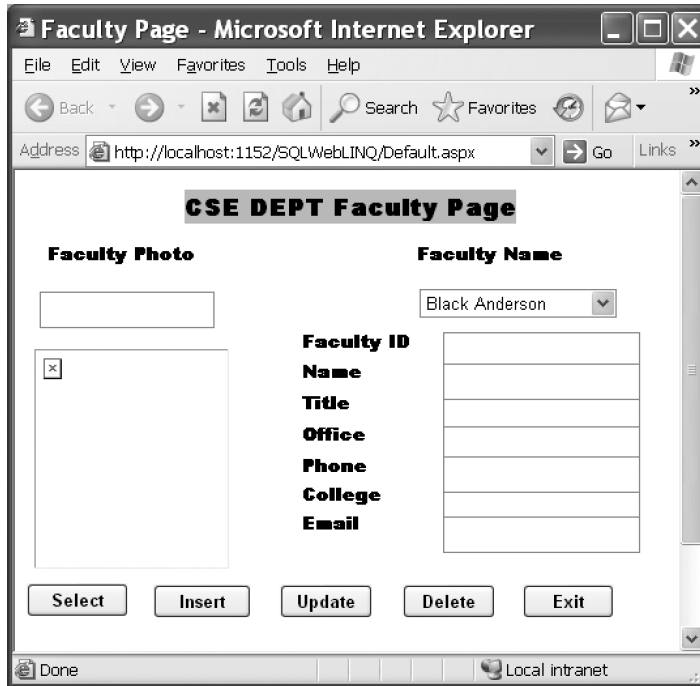 Faculty Page - Microsoft Internet Explorer
File Edit View Favorites Tools Help
Back Search Favorites »
Address http://localhost:1152/SQLWebLINQ/Default.aspx Go Links »
CSE DEPT Faculty Page
Faculty Photo Faculty Name
Black Anderson
Faculty ID
Name
Title
Office
Phone
College
Email
Select Insert Update Delete Exit
Done Local intranet